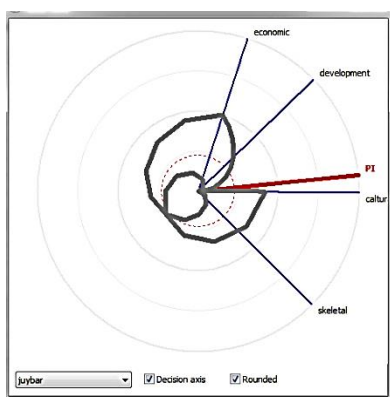 economic
development
PI
caltur
skeletal
juybar
Decision axis
Rounded